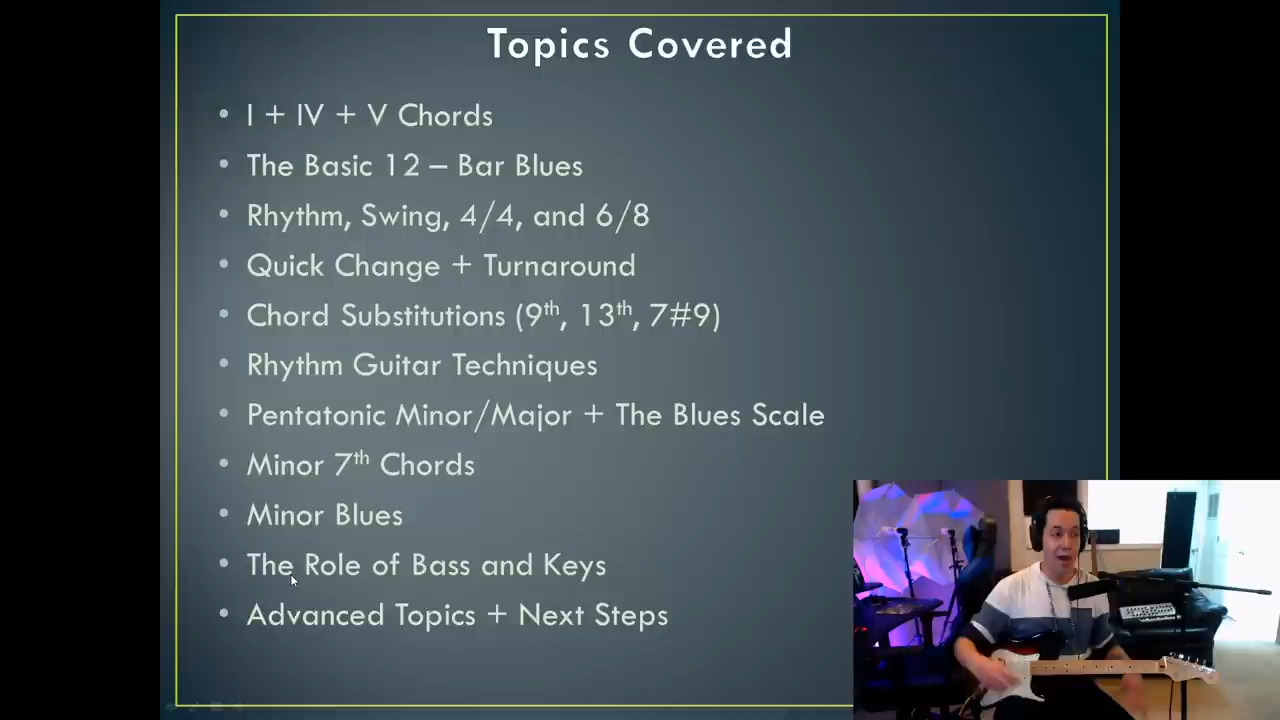 Topics Covered
• I + IV + V Chords
• The Basic 12 – Bar Blues
• Rhythm, Swing, 4/4, and 6/8
• Quick Change + Turnaround
• Chord Substitutions (9th, 13th, 7#9)
• Rhythm Guitar Techniques
• Pentatonic Minor/Major + The Blues Scale
• Minor 7th Chords
• Minor Blues
• The Role of Bass and Keys
• Advanced Topics + Next Steps